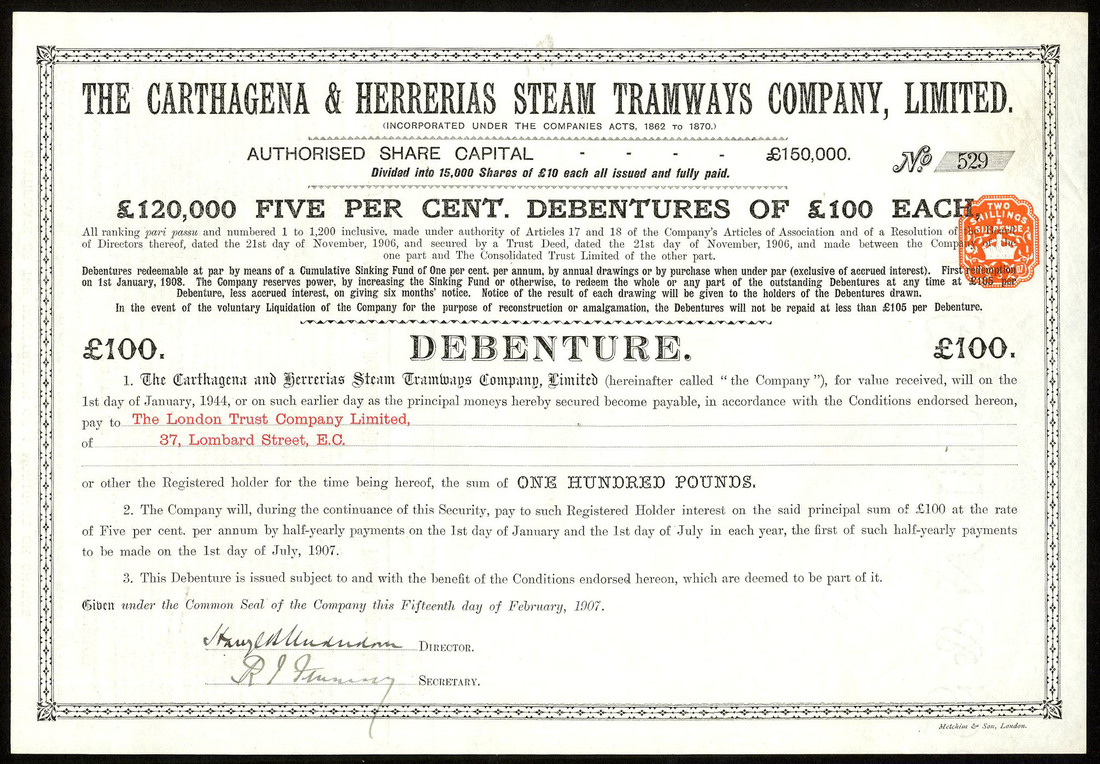 THE CARTHAGENA & HERRERIAS STEAM TRAMWAYS COMPANY, LIMITED.
(INCORPORATED UNDER THE COMPANIES ACTS, 1862 TO 1870.)
AUTHORISED SHARE CAPITAL - - - - £150,000.
No 529
Divided into 15,000 Shares of £10 each all issued and fully paid.
£120,000 FIVE PER CENT. DEBENTURES OF £100 EACH,
TWO SHILLINGS &
All ranking pari passu and numbered 1 to 1,200 inclusive, made under authority of Articles 17 and 18 of the Company's Articles of Association and of a Resolution of the Board
of Directors thereof, dated the 21st day of November, 1906, and secured by a Trust Deed, dated the 21st day of November, 1906, and made between the Company of the
one part and The Consolidated Trust Limited of the other part.
Debentures redeemable at par by means of a Cumulative Sinking Fund of One per cent. per annum, by annual drawings or by purchase when under par (exclusive of accrued interest). First redemption
on 1st January, 1908. The Company reserves power, by increasing the Sinking Fund or otherwise, to redeem the whole or any part of the outstanding Debentures at any time at £105 per
Debenture, less accrued interest, on giving six months' notice. Notice of the result of each drawing will be given to the holders of the Debentures drawn.
In the event of the voluntary Liquidation of the Company for the purpose of reconstruction or amalgamation, the Debentures will not be repaid at less than £105 per Debenture.
£100. DEBENTURE. £100.
1. The Carthagena and Herrerias Steam Tramways Company, Limited (hereinafter called "the Company"), for value received, will on the
1st day of January, 1944, or on such earlier day as the principal moneys hereby secured become payable, in accordance with the Conditions endorsed hereon,
pay to The London Trust Company Limited,
of 37, Lombard Street, E.C.
or other the Registered holder for the time being hereof, the sum of ONE HUNDRED POUNDS.
2. The Company will, during the continuance of this Security, pay to such Registered Holder interest on the said principal sum of £100 at the rate
of Five per cent. per annum by half-yearly payments on the 1st day of January and the 1st day of July in each year, the first of such half-yearly payments
to be made on the 1st day of July, 1907.
3. This Debenture is issued subject to and with the benefit of the Conditions endorsed hereon, which are deemed to be part of it.
Given under the Common Seal of the Company this Fifteenth day of February, 1907.
DIRECTOR.
SECRETARY.
Metchim & Son, London.